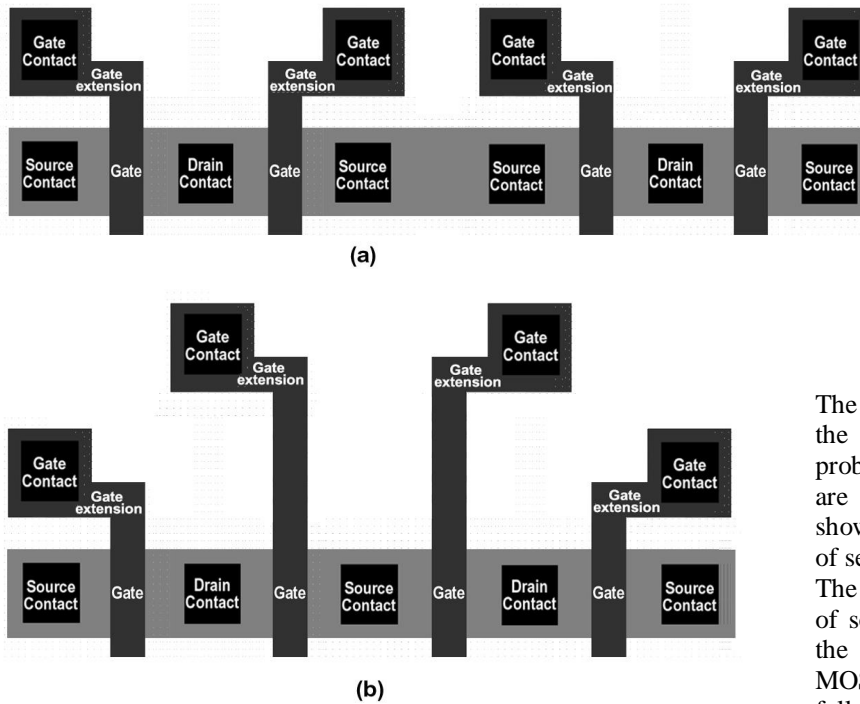 Gate Contact
Gate extension
Gate extension
Gate Contact
Gate Contact
Gate extension
Gate extension
Gate Contact
Source Contact
Gate
Drain Contact
Gate
Source Contact
Source Contact
Gate
Drain Contact
Gate
Source Contact
(a)
Gate Contact
Gate extension
Gate extension
Gate Contact
Gate Contact
Gate extension
Gate extension
Gate Contact
Source Contact
Gate
Drain Contact
Gate
Source Contact
Gate
Drain Contact
Gate
Source Contact
(b)
The
the
prob
are
show
of se
The
of so
the
MOS